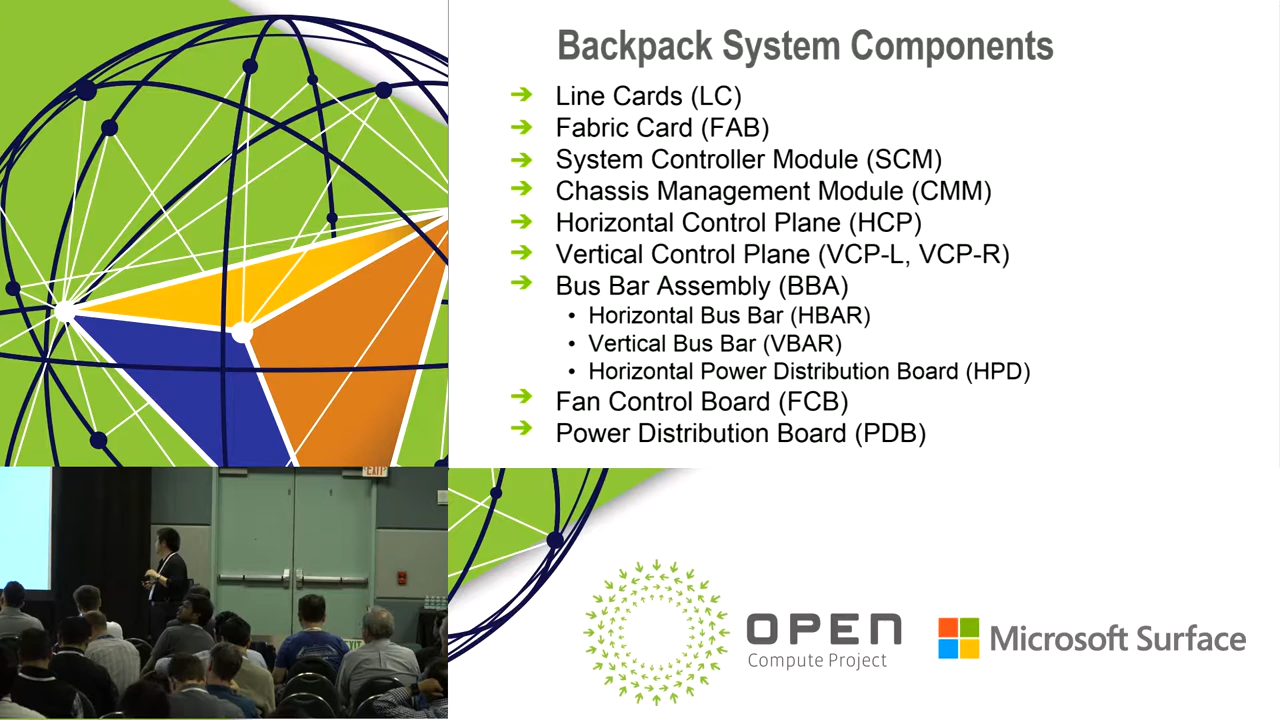 Backpack System Components
➔ Line Cards (LC)
➔ Fabric Card (FAB)
➔ System Controller Module (SCM)
➔ Chassis Management Module (CMM)
➔ Horizontal Control Plane (HCP)
➔ Vertical Control Plane (VCP-L, VCP-R)
➔ Bus Bar Assembly (BBA)
• Horizontal Bus Bar (HBAR)
• Vertical Bus Bar (VBAR)
• Horizontal Power Distribution Board (HPD)
➔ Fan Control Board (FCB)
➔ Power Distribution Board (PDB)
EXIT
OPEN
Compute Project
Microsoft Surface